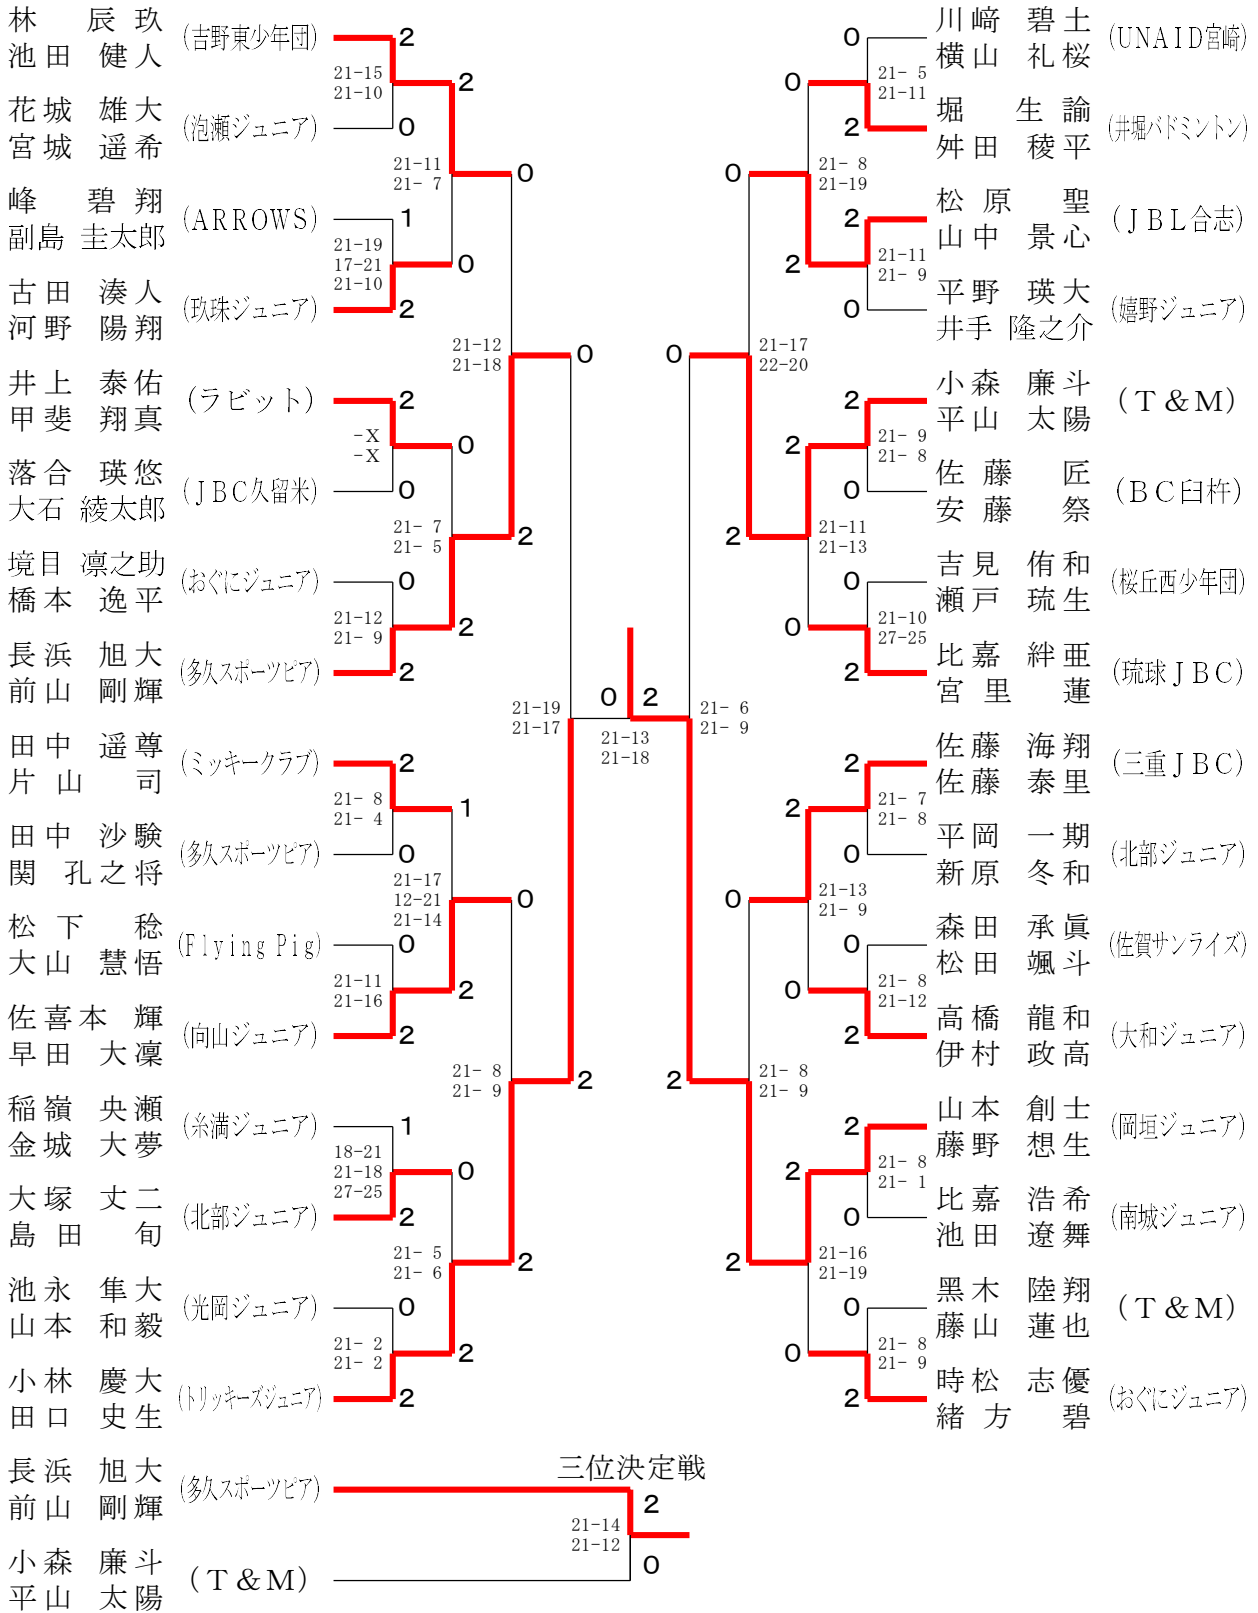 林 辰玖
池田 健人
(吉野東少年団)
2
21-15
21-10
花城 雄大
宮城 遥希
(泡瀬ジュニア)
0
2
21-11
21- 7
峰 碧翔
副島 圭太郎
(ARROWS)
1
21-19
17-21
21-10
古田 湊人
河野 陽翔
(玖珠ジュニア)
2
0
0
21-12
21-18
井上 泰佑
甲斐 翔真
(ラビット)
2
-X
-X
落合 瑛悠
大石 綾太郎
(JBC久留米)
0
0
21- 7
21- 5
境目 凛之助
橋本 逸平
(おぐにジュニア)
0
21-12
21- 9
長浜 旭大
前山 剛輝
(多久スポーツピア)
2
2
2
0
21-19
21-17
田中 遥尊
片山 司
(ミッキークラブ)
2
21- 8
21- 4
田中 沙験
関 孔之将
(多久スポーツピア)
0
1
21-17
12-21
21-14
松下 稔
大山 慧悟
(Flying Pig)
0
21-11
21-16
佐喜本 輝
早田 大凜
(向山ジュニア)
2
2
0
21- 8
21- 9
稲嶺 央瀬
金城 大夢
(糸満ジュニア)
1
18-21
21-18
27-25
大塚 丈二
島田 旬
(北部ジュニア)
2
0
21- 5
21- 6
池永 隼大
山本 和毅
(光岡ジュニア)
0
21- 2
21- 2
小林 慶大
田口 史生
(トリッキーズジュニア)
2
2
2
2
0 2
21-13
21-18
川﨑 碧士
横山 礼桜
(UNAID宮崎)
0
21- 5
21-11
堀 生諭
舛田 稜平
(井堀バドミントン)
2
0
21- 8
21-19
松原 聖
山中 景心
(JBL合志)
2
21-11
21- 9
平野 瑛大
井手 隆之介
(嬉野ジュニア)
0
2
0
21-17
22-20
小森 廉斗
平山 太陽
(T&M)
2
21- 9
21- 8
佐藤 匠
安藤 祭
(BC臼杵)
0
2
21-11
21-13
吉見 侑和
瀬戸 琉生
(桜丘西少年団)
0
21-10
27-25
比嘉 絆亜
宮里 蓮
(琉球JBC)
2
0
2
0
21- 6
21- 9
佐藤 海翔
佐藤 泰里
(三重JBC)
2
21- 7
21- 8
平岡 一期
新原 冬和
(北部ジュニア)
0
2
21-13
21- 9
森田 承眞
松田 颯斗
(佐賀サンライズ)
0
21- 8
21-12
高橋 龍和
伊村 政高
(大和ジュニア)
2
0
0
21- 8
21- 9
山本 創士
藤野 想生
(岡垣ジュニア)
2
21- 8
21- 1
比嘉 浩希
池田 遼舞
(南城ジュニア)
0
2
21-16
21-19
黑木 陸翔
藤山 蓮也
(T&M)
0
21- 8
21- 9
時松 志優
緒方 碧
(おぐにジュニア)
2
0
2
2
三位決定戦
長浜 旭大
前山 剛輝
(多久スポーツピア)
2
21-14
21-12
小森 廉斗
平山 太陽
(T&M)
0